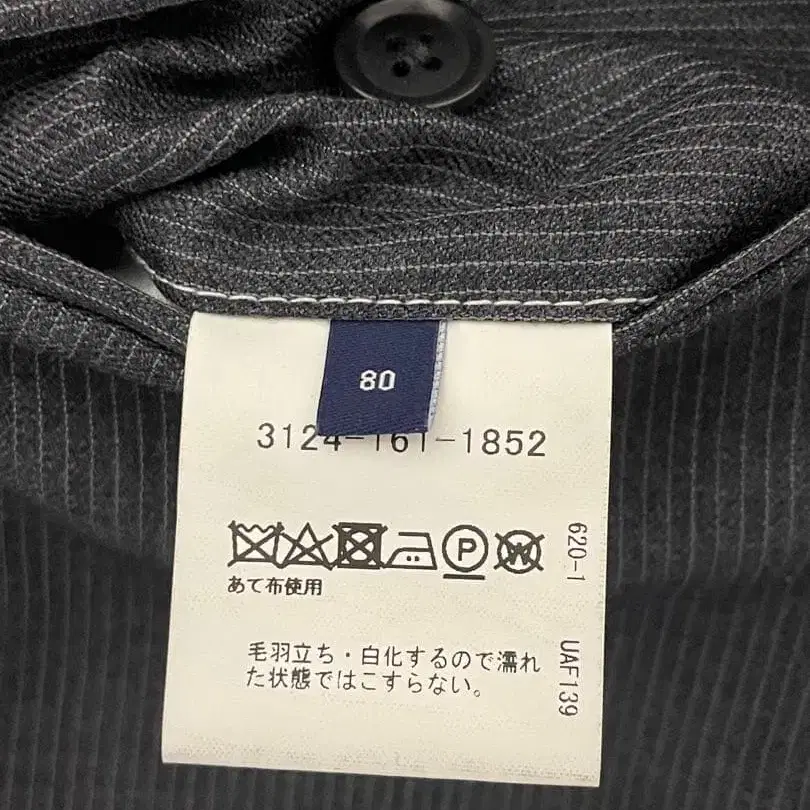 80
3124-161-1852
P
W
あて布使用
毛羽立ち・白化するので濡れ
た状態ではこすらない。
620-1 UAF139